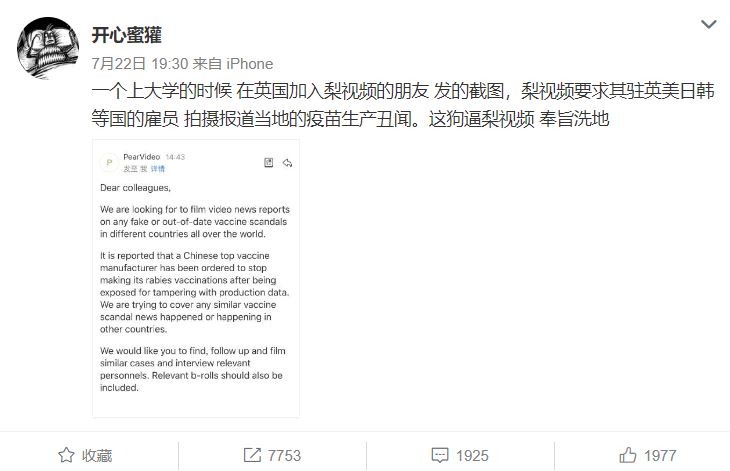 开心蜜獾
7月22日 19:30 来自 iPhone
一个上大学的时候 在英国加入梨视频的朋友 发的截图，梨视频要求其驻英美日韩
等国的雇员 拍摄报道当地的疫苗生产丑闻。这狗逼梨视频 奉旨洗地
P
PearVideo 14:43
发至 我 详情
Dear colleagues,
We are looking for to film video news reports
on any fake or out-of-date vaccine scandals
in different countries all over the world.
It is reported that a Chinese top vaccine
manufacturer has been ordered to stop
making its rabies vaccinations after being
exposed for tampering with production data.
We are trying to cover any similar vaccine
scandal news happened or happening in
other countries.
We would like you to find, follow up and film
similar cases and interview relevant
personnels. Relevant b-rolls should also be
included.
收藏 7753 1925 1977